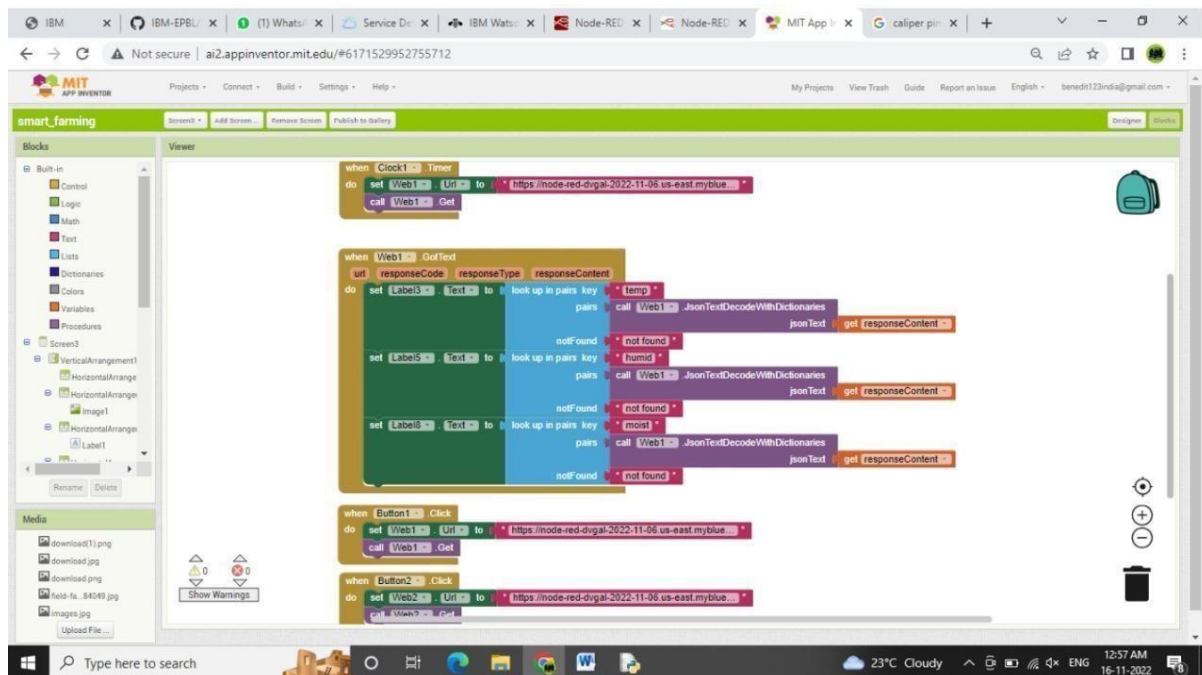 IBM
IBM-EPBL/
(1) Whats
Service De
IBM Wats
Node-RED
Node-RED
MIT App In
caliper pin
Not secure | ai2.appinventor.mit.edu/#6171529952755712
MIT
APP INVENTOR
Projects
Connect
Build
Settings
Help
My Projects
View Trash
Guide
Report an Issue
English
benedit123india@gmail.com
smart_farming
Screen3
Add Screen ...
Remove Screen
Publish to Gallery
Designer
Blocks
Blocks
Viewer
Built-in
Control
Logic
Math
Text
Lists
Dictionaries
Colors
Variables
Procedures
Screen3
VerticalArrangement1
HorizontalArrange
HorizontalArranger
Image1
HorizontalArranger
Label1
Rename
Delete
Media
download(1).png
download.jpg
download.png
field-fa...84049.jpg
images.jpg
Upload File ...
when Clock1 .Timer
do set Web1 . Url to " https://node-red-dvgal-2022-11-06.us-east.myblue... "
call Web1 .Get
when Web1 .GotText
url responseCode responseType responseContent
do set Label3 . Text to look up in pairs key " temp "
pairs call Web1 .JsonTextDecodeWithDictionaries
jsonText get responseContent
notFound " not found "
set Label5 . Text to look up in pairs key " humid "
pairs call Web1 .JsonTextDecodeWithDictionaries
jsonText get responseContent
notFound " not found "
set Label8 . Text to look up in pairs key " moist "
pairs call Web1 .JsonTextDecodeWithDictionaries
jsonText get responseContent
notFound " not found "
when Button1 .Click
do set Web1 . Url to " https://node-red-dvgal-2022-11-06.us-east.myblue... "
call Web1 .Get
when Button2 .Click
do set Web2 . Url to " https://node-red-dvgal-2022-11-06.us-east.myblue... "
call Web2 .Get
0
0
Show Warnings
Type here to search
23°C Cloudy
ENG
12:57 AM
16-11-2022
8